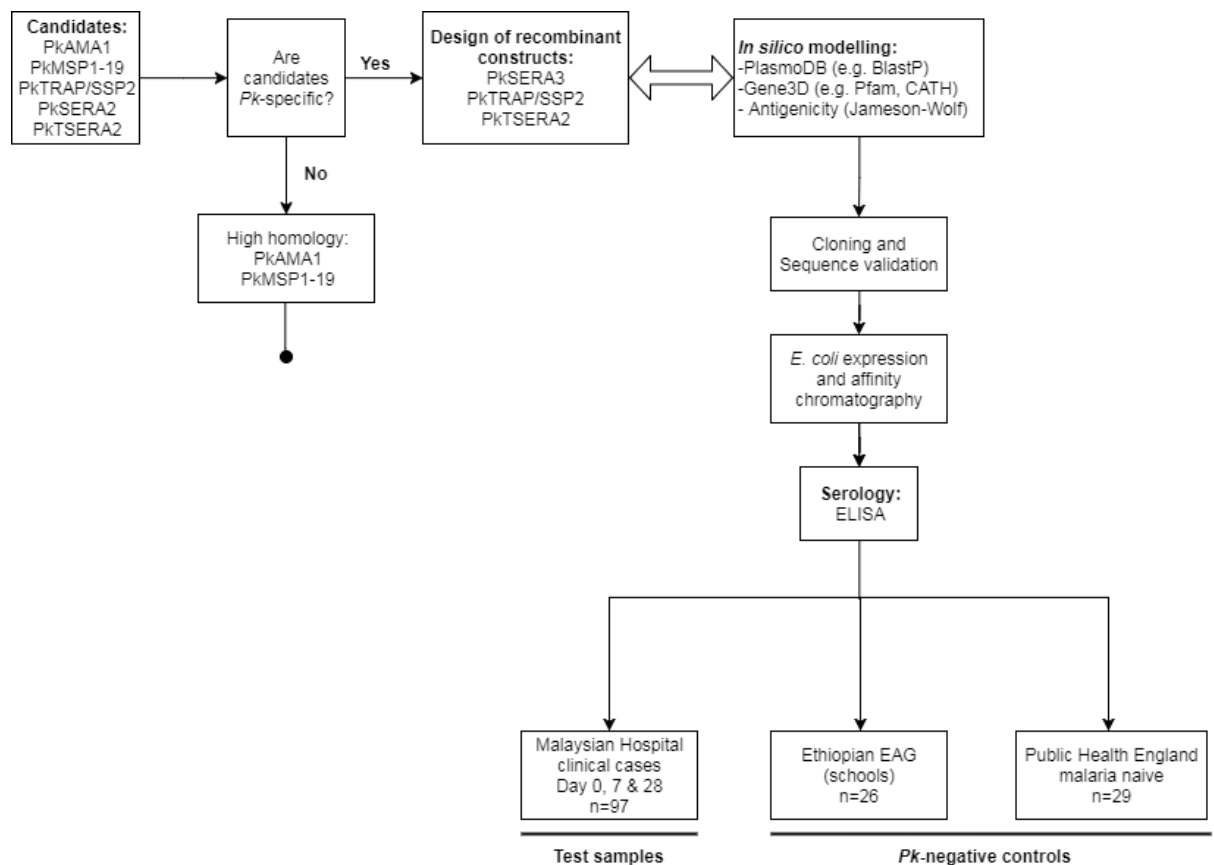 Candidates:
PkAMA1
PkMSP1-19
PkTRAP/SSP2
PkSERA2
PkTSERA2
Are
candidates
Pk-specific?
Yes
No
High homology:
PkAMA1
PkMSP1-19
Design of recombinant
constructs:
PkSERA3
PkTRAP/SSP2
PkTSERA2
In silico modelling:
-PlasmoDB (e.g. BlastP)
-Gene3D (e.g. Pfam, CATH)
- Antigenicity (Jameson-Wolf)
Cloning and
Sequence validation
E. coli expression
and affinity
chromatography
Serology:
ELISA
Malaysian Hospital
clinical cases
Day 0, 7 & 28
n=97
Ethiopian EAG
(schools)
n=26
Public Health England
malaria naive
n=29
Test samples
Pk-negative controls